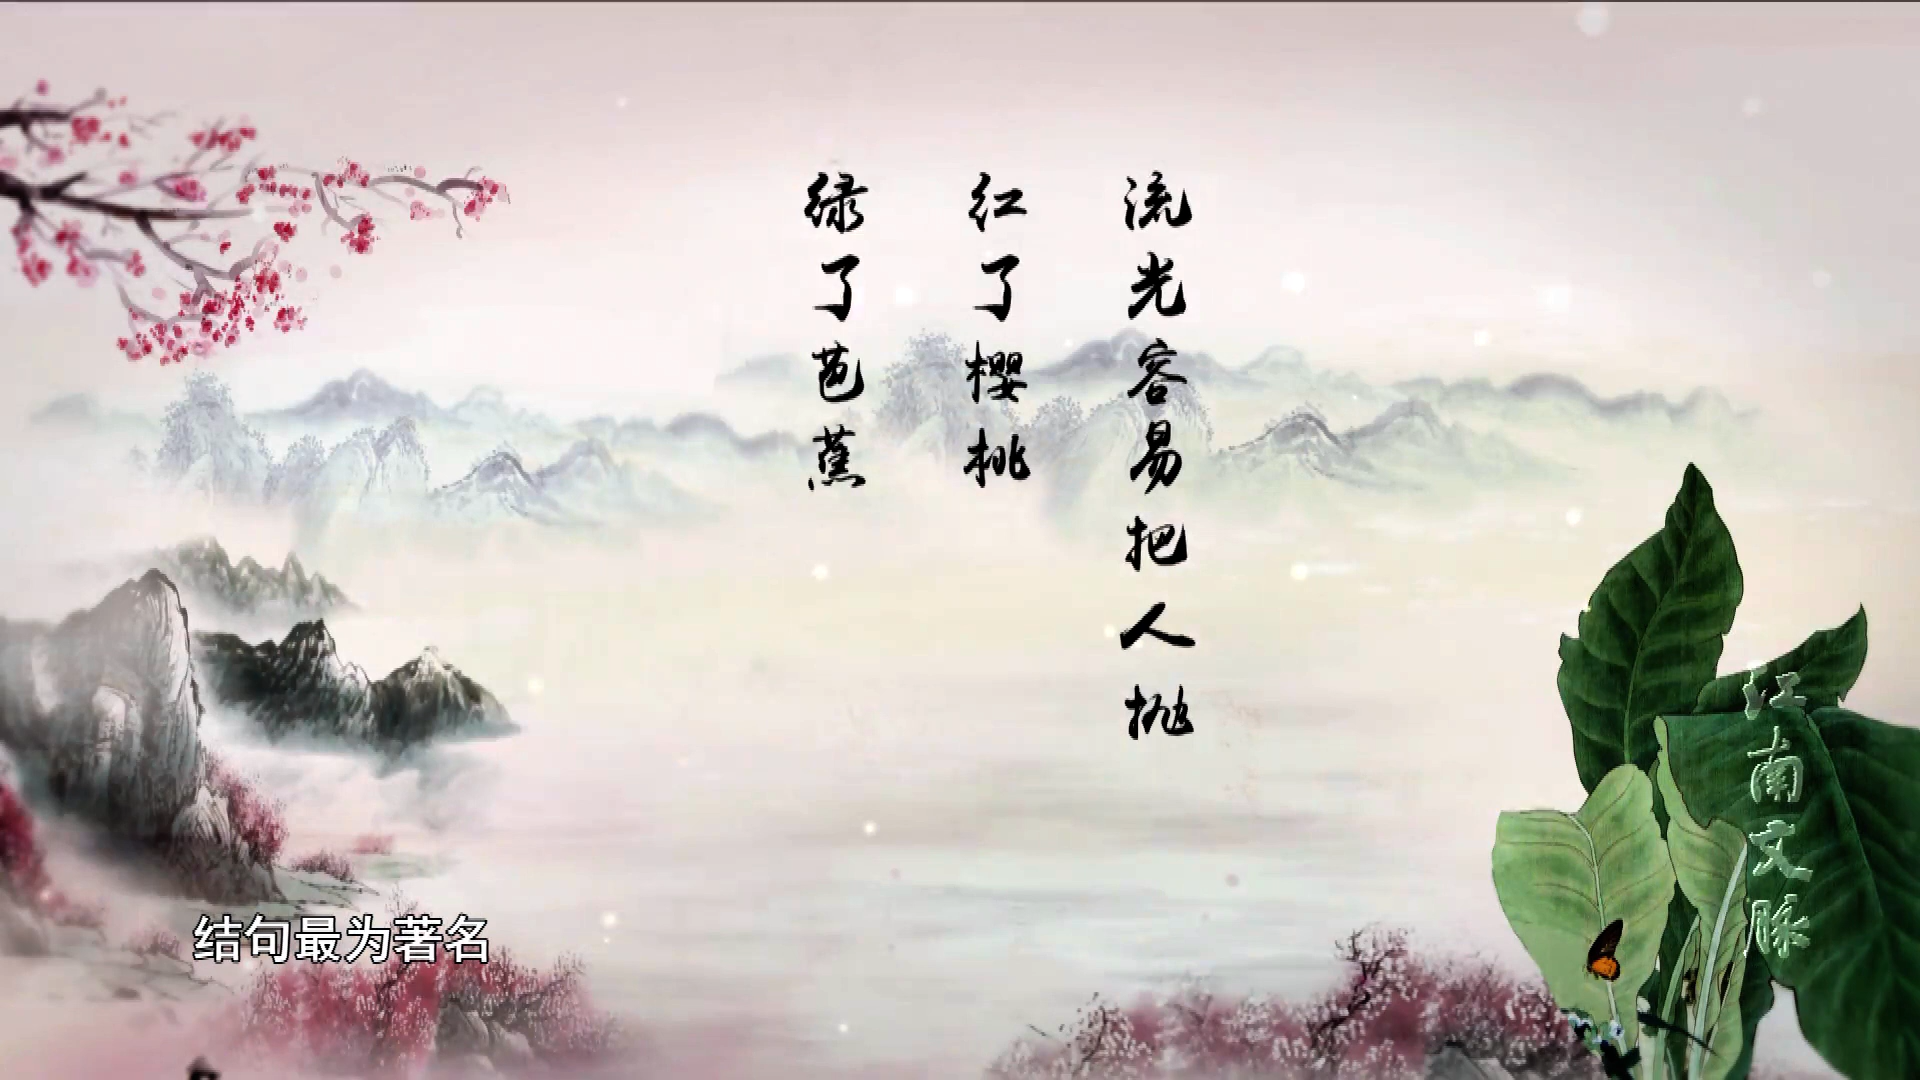 流光容易把人抛
红了樱桃
绿了芭蕉
江南文脉
结句最为著名